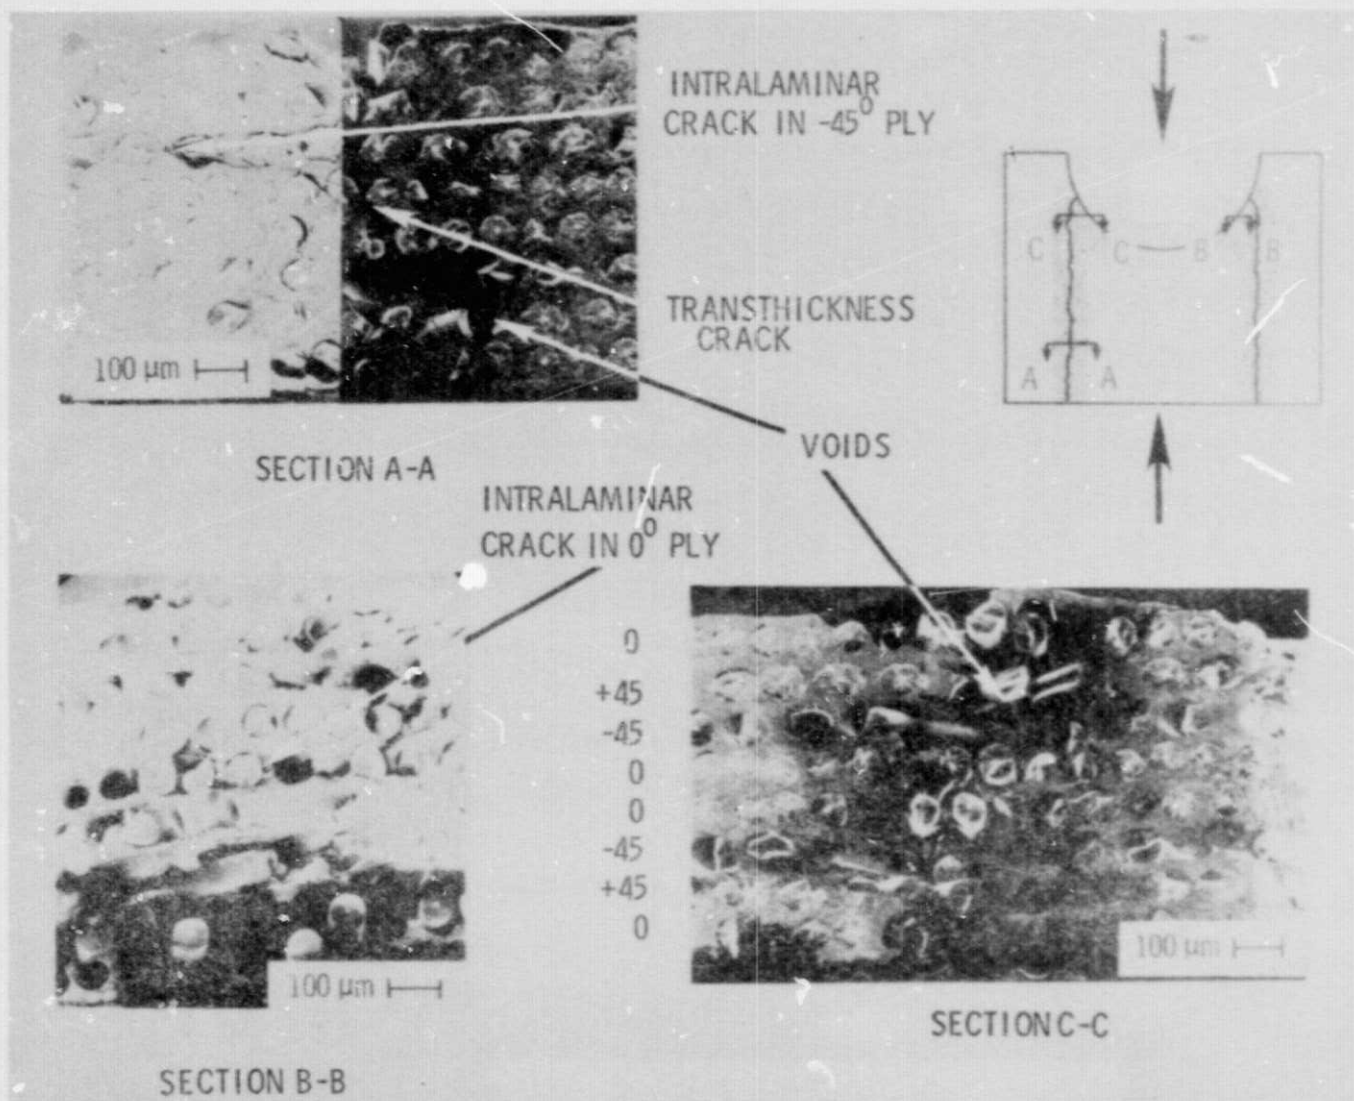 INTRALAMINAR
CRACK IN -45° PLY
TRANSTHICKNESS
CRACK
100 µm
C
C
B
B
A
A
SECTION A-A
VOIDS
INTRALAMINAR
CRACK IN 0° PLY
0
+45
-45
0
0
-45
+45
0
100 µm
100 µm
SECTION C-C
SECTION B-B